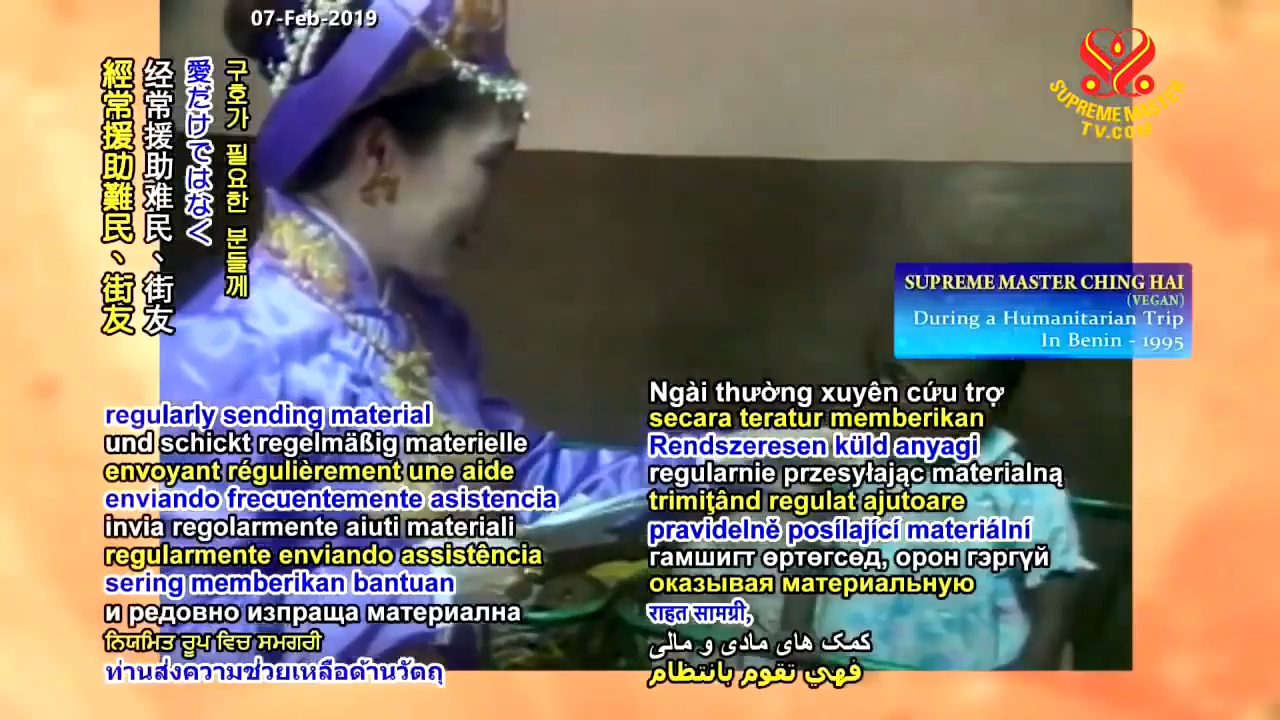 07-Feb-2019
SUPREME MASTER
TV.COM
구호가 필요한 분들께
愛だけではなく
经常援助难民、街友
經常援助難民、街友
SUPREME MASTER CHING HAI
(VEGAN)
During a Humanitarian Trip
In Benin - 1995
regularly sending material
und schickt regelmäßig materielle
envoyant régulièrement une aide
enviando frecuentemente asistencia
invia regolarmente aiuti materiali
regularmente enviando assistência
sering memberikan bantuan
и редовно изпраща материална
ਨਿਯਮਿਤ ਰੂਪ ਵਿਚ ਸਮਗਰੀ
ท่านส่งความช่วยเหลือด้านวัตถุ
Ngài thường xuyên cứu trợ
secara teratur memberikan
Rendszeresen küld anyagi
regularnie przesyłając materialną
trimiţând regulat ajutoare
pravidelně posílající materiální
гамшигт өртөгсөд, орон гэргүй
оказывая материальную
राहत सामग्री,
کمک های مادی و مالی
فهي تقوم بانتظام